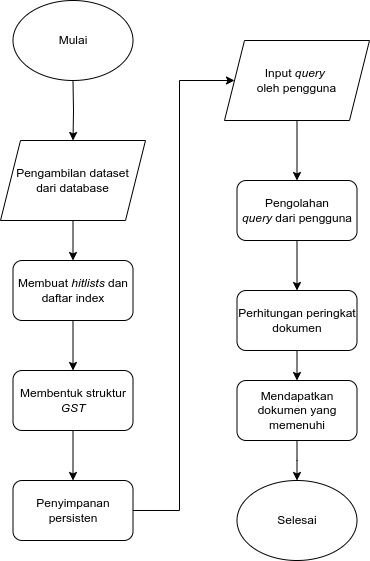 Mulai
Pengambilan dataset
dari database
Membuat hitlists dan
daftar index
Membentuk struktur
GST
Penyimpanan
persisten
Input query
oleh pengguna
Pengolahan
query dari pengguna
Perhitungan peringkat
dokumen
Mendapatkan
dokumen yang
memenuhi
Selesai